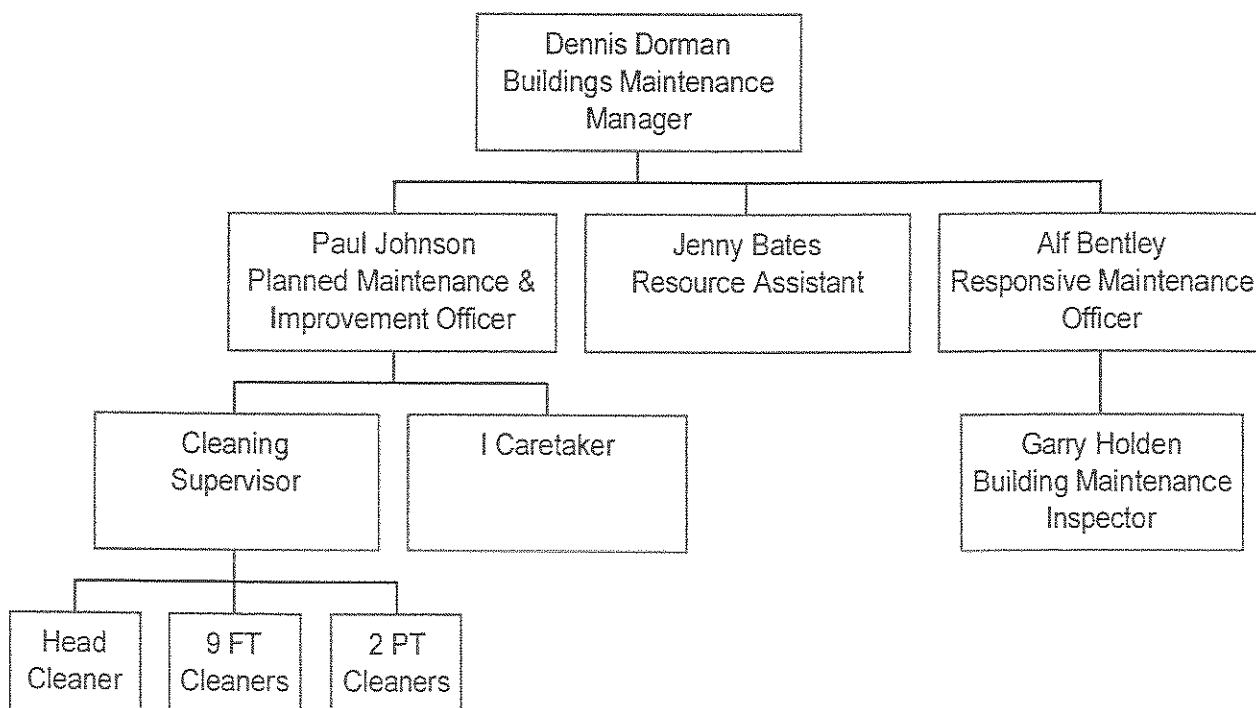 Dennis Dorman
Buildings Maintenance
Manager
Paul Johnson
Planned Maintenance &
Improvement Officer
Jenny Bates
Resource Assistant
Alf Bentley
Responsive Maintenance
Officer
Cleaning
Supervisor
I Caretaker
Garry Holden
Building Maintenance
Inspector
Head
Cleaner
9 FT
Cleaners
2 PT
Cleaners